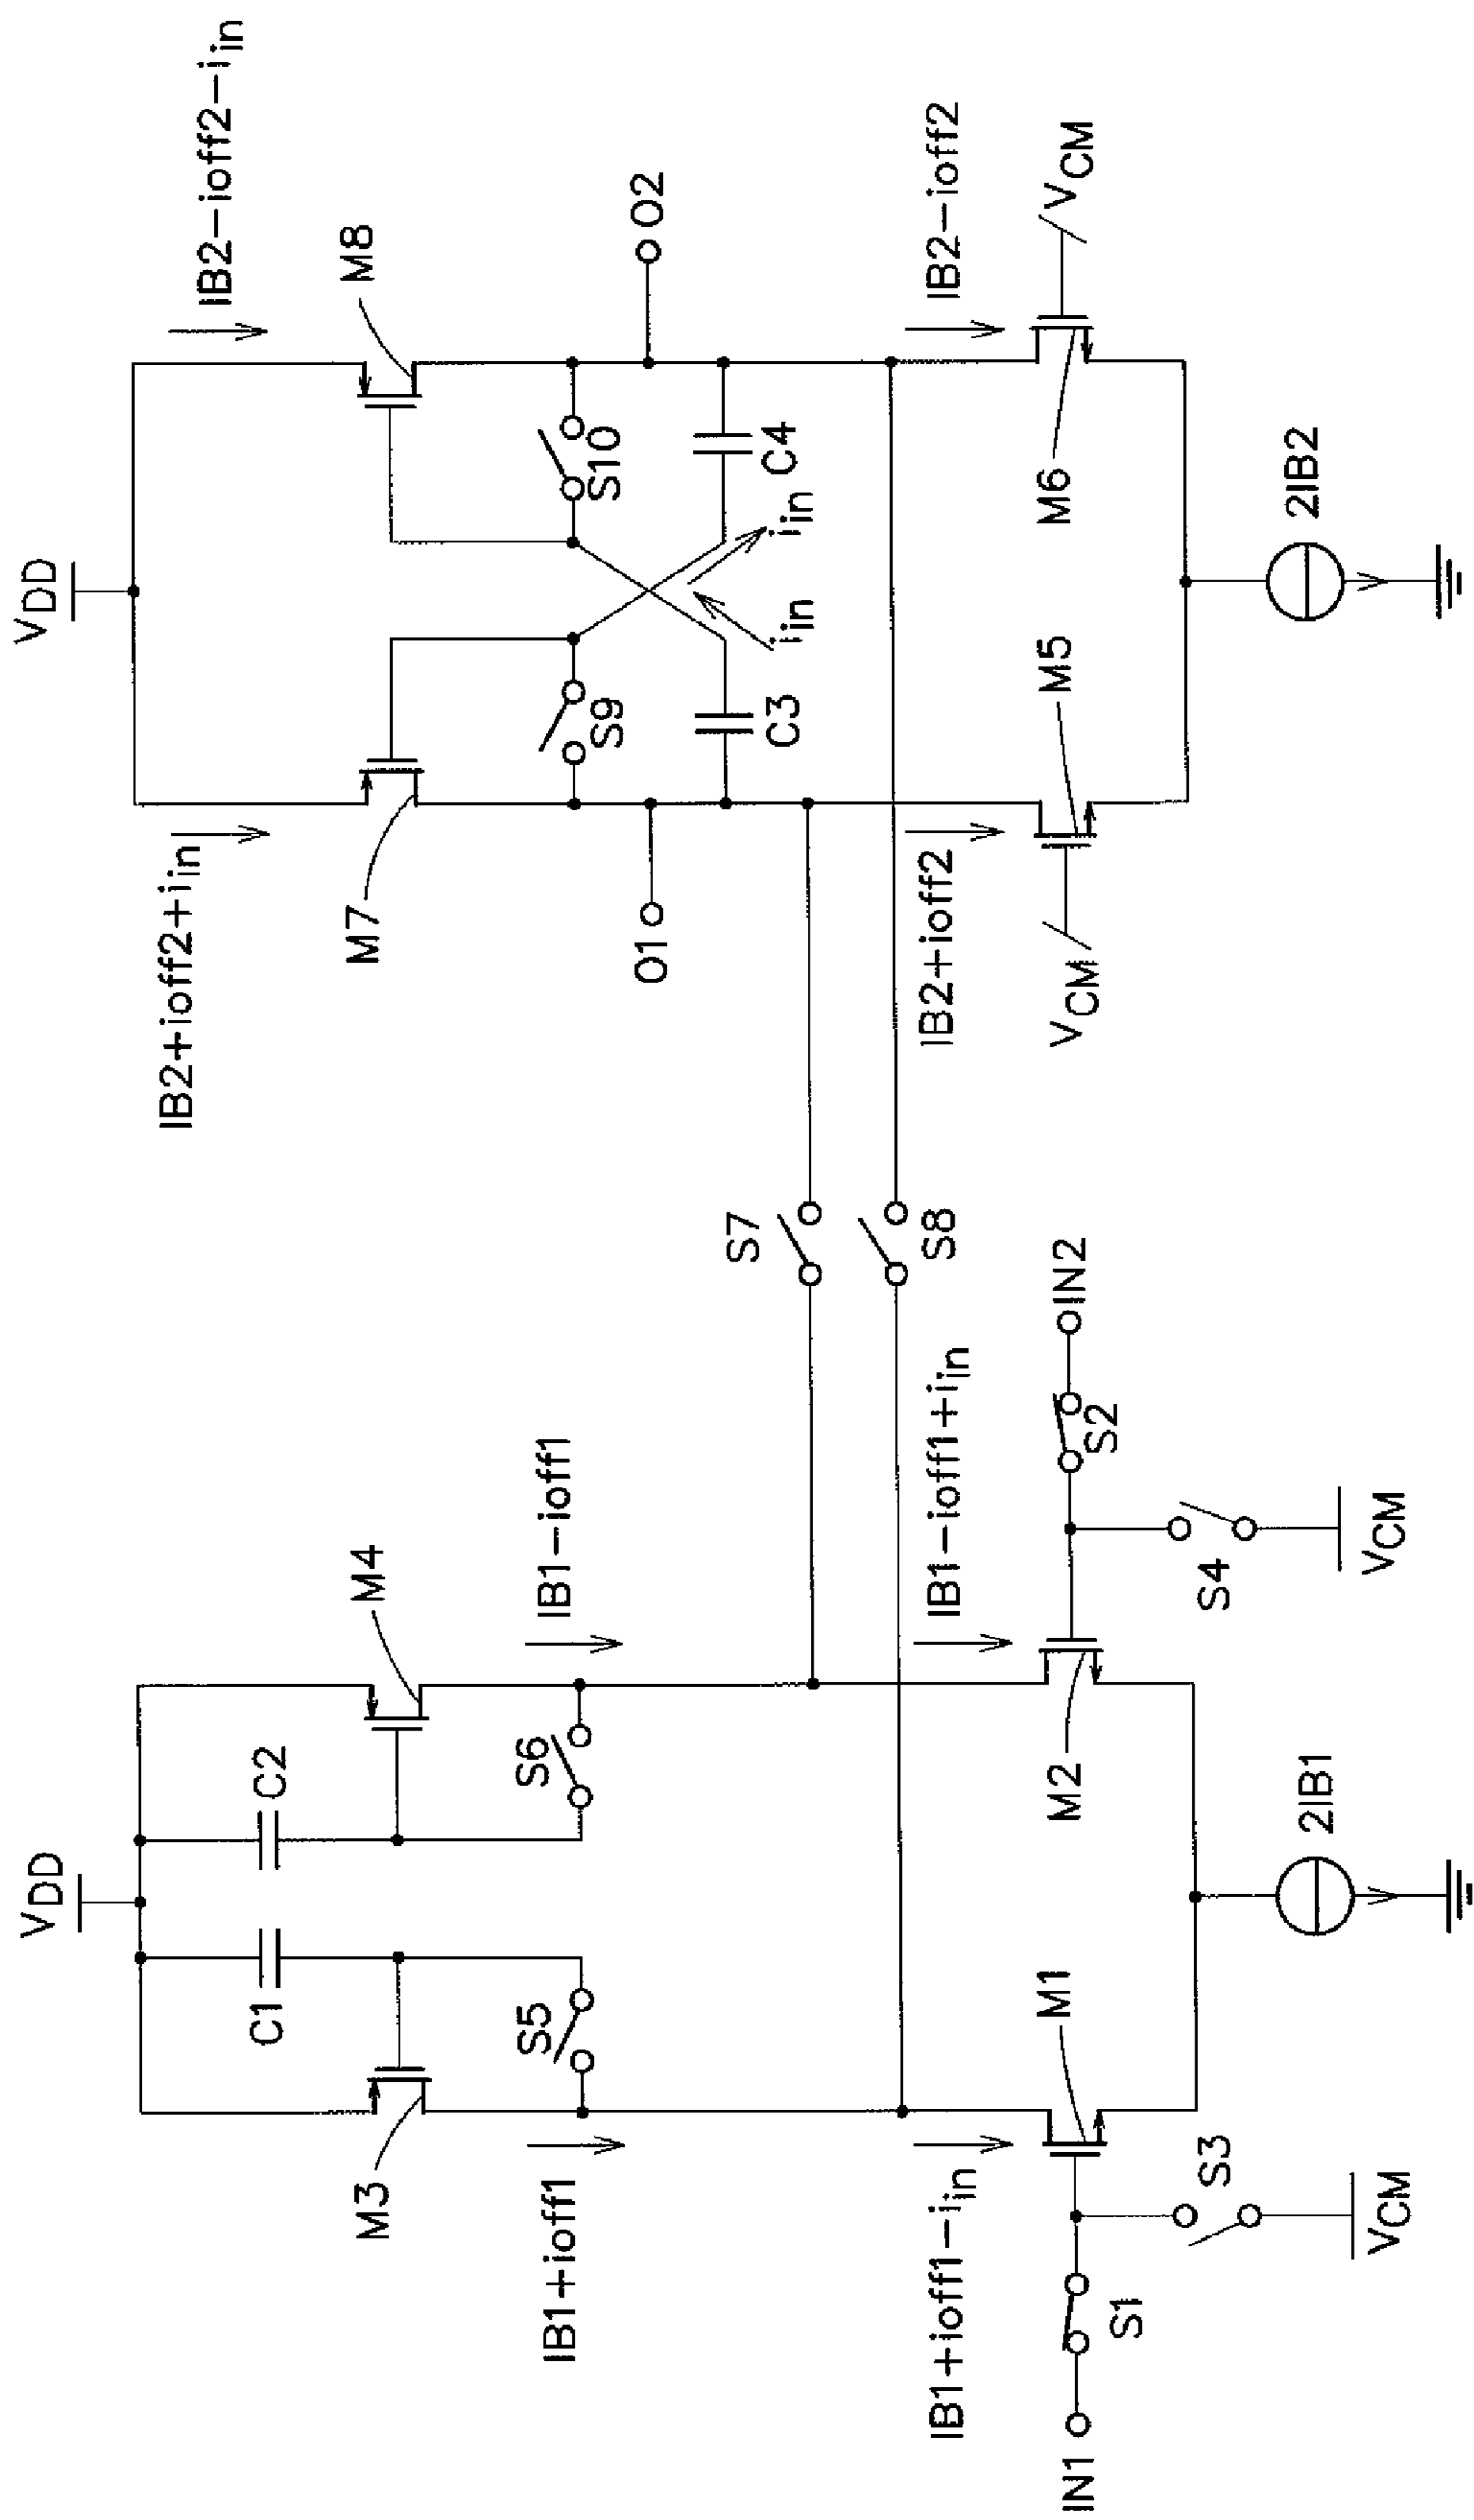 VDD
VDD
IB2+ioff2+iin
IB2−ioff2−iin
C1
C2
M3
M4
M7
M8
S5
S6
S9
S10
IB1+ioff1
IB1−ioff1
O1
O2
C3
C4
iin
iin
S7
S8
IB1+ioff1−iin
IB1−ioff1+iin
IB2+ioff2
IB2−ioff2
IN1
S1
M1
M2
S2
IN2
VCM
M5
M6
VCM
S3
S4
2IB1
2IB2
VCM
VCM